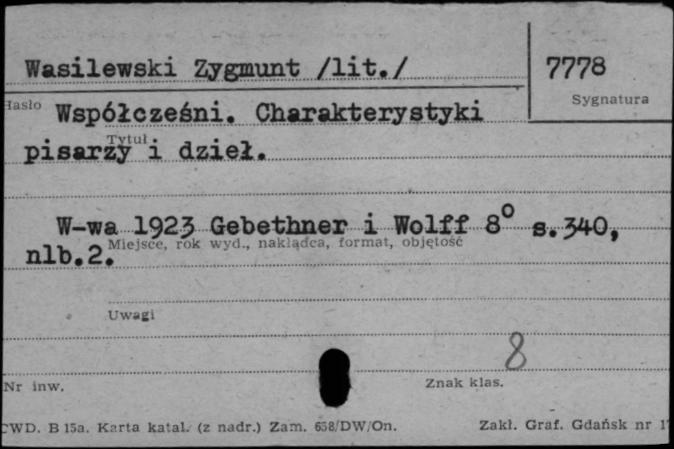 Wasilewski Zygmunt /lit./
7778
Sygnatura
Hasło
Współcześni. Charakterystyki
Tytuł
pisarzy i dzieł.
W-wa 1923 Gebethner i Wolff 8° s.340,
Miejsce, rok wyd., nakładca, format, objętość
nlb.2.
Uwagi
8
Nr inw.
Znak klas.
CWD. B 15a. Karta katal. (z nadr.) Zam. 658/DW/On.
Zakł. Graf. Gdańsk nr